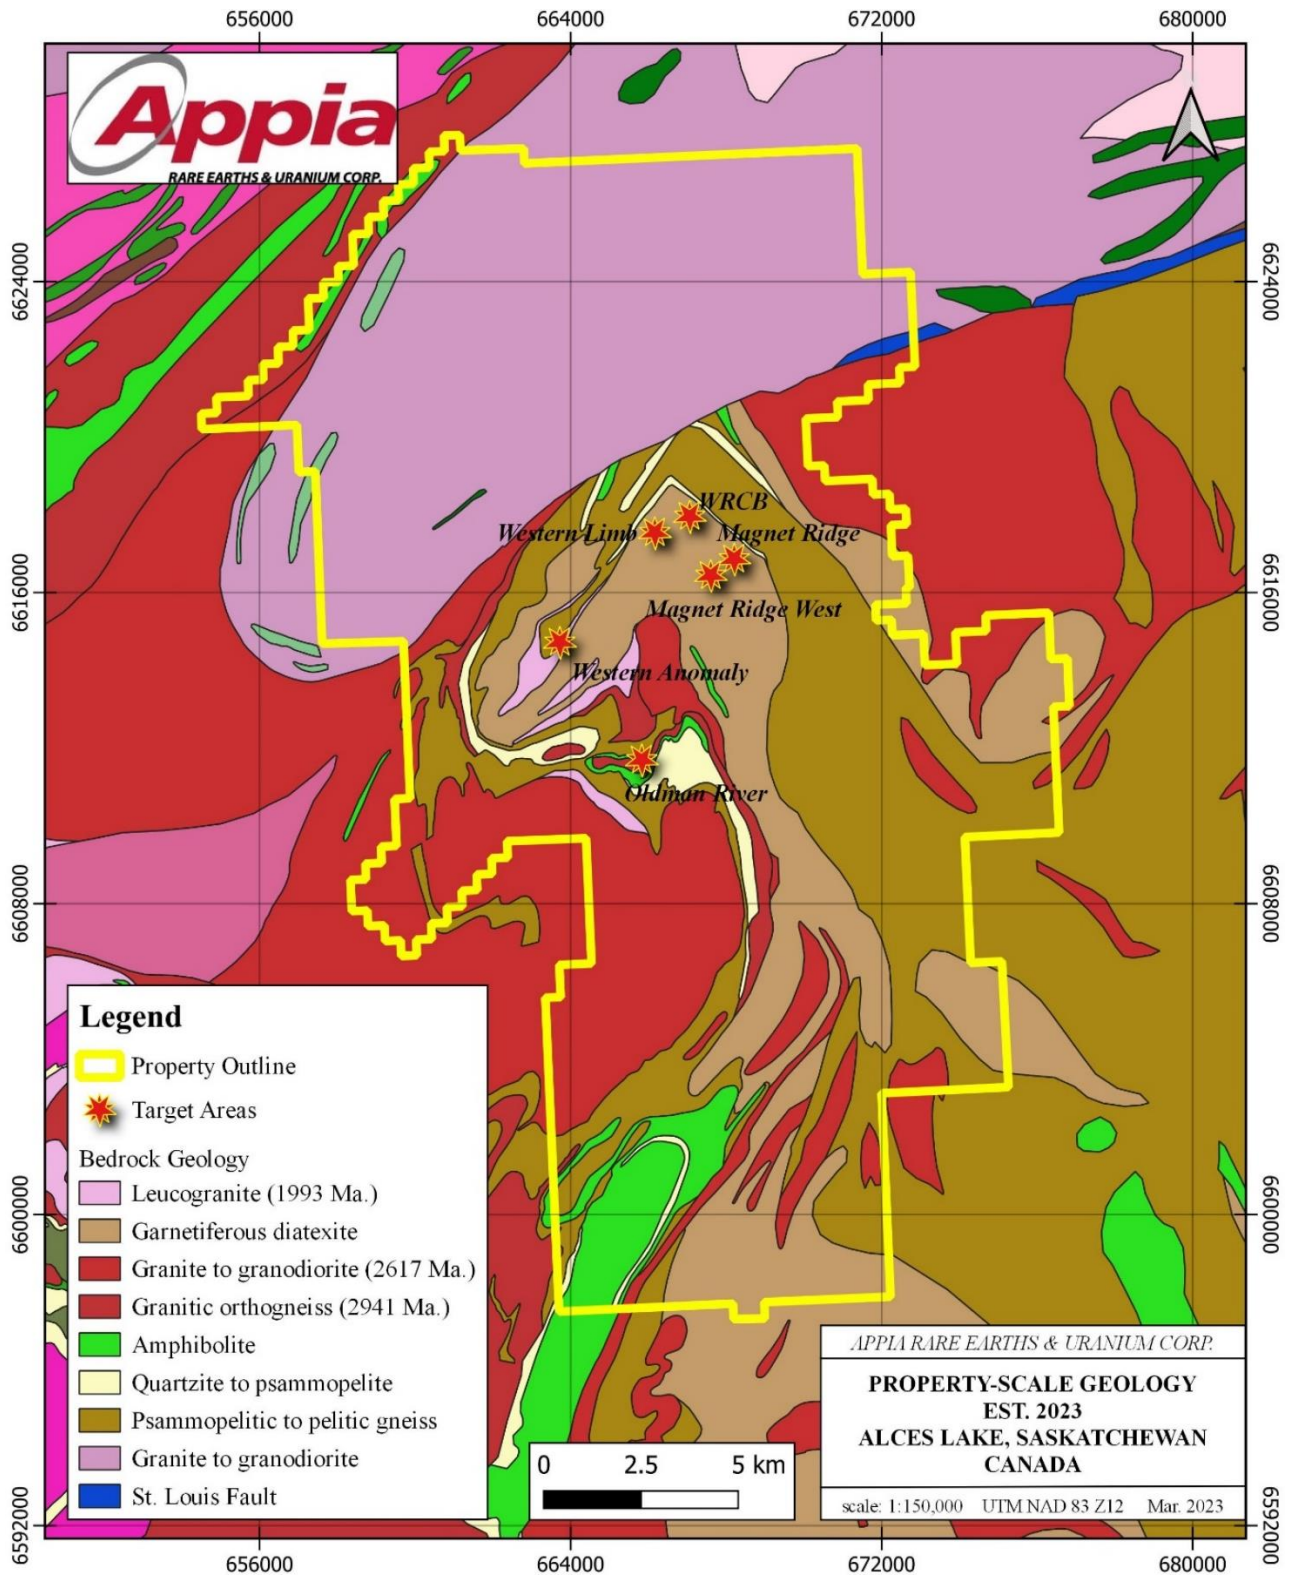 656000 664000 672000 680000
Appia
RARE EARTHS & URANIUM CORP.
6624000
6624000
WRCB
Western Limb
Magnet Ridge
6616000
6616000
Magnet Ridge West
Western Anomaly
Oldman River
6608000
6608000
Legend
Property Outline
Target Areas
Bedrock Geology
Leucogranite (1993 Ma.)
Garnetiferous diatexite
Granite to granodiorite (2617 Ma.)
Granitic orthogneiss (2941 Ma.)
Amphibolite
Quartzite to psammopelite
Psammopelitic to pelitic gneiss
Granite to granodiorite
St. Louis Fault
6600000
6600000
0 2.5 5 km
APPIA RARE EARTHS & URANIUM CORP.
PROPERTY-SCALE GEOLOGY
EST. 2023
ALCES LAKE, SASKATCHEWAN
CANADA
scale: 1:150,000 UTM NAD 83 Z12 Mar. 2023
6592000
6592000
656000 664000 672000 680000